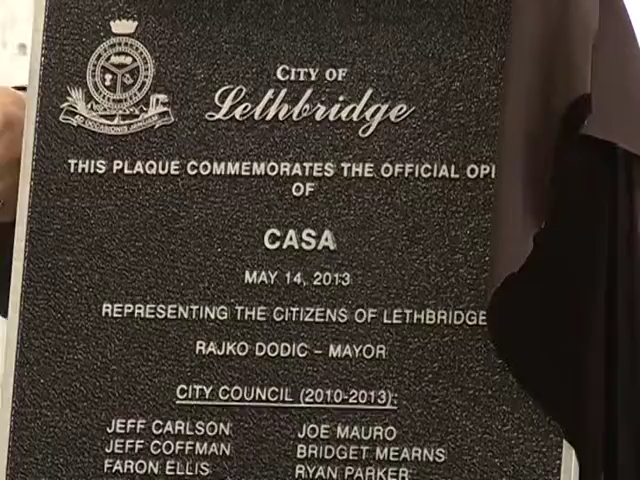 CITY OF
Lethbridge
THIS PLAQUE COMMEMORATES THE OFFICIAL OPI
OF
CASA
MAY 14, 2013
REPRESENTING THE CITIZENS OF LETHBRIDGE
RAJKO DODIC – MAYOR
CITY COUNCIL (2010-2013):
JEFF CARLSON JOE MAURO
JEFF COFFMAN BRIDGET MEARNS
FARON ELLIS RYAN PARKER